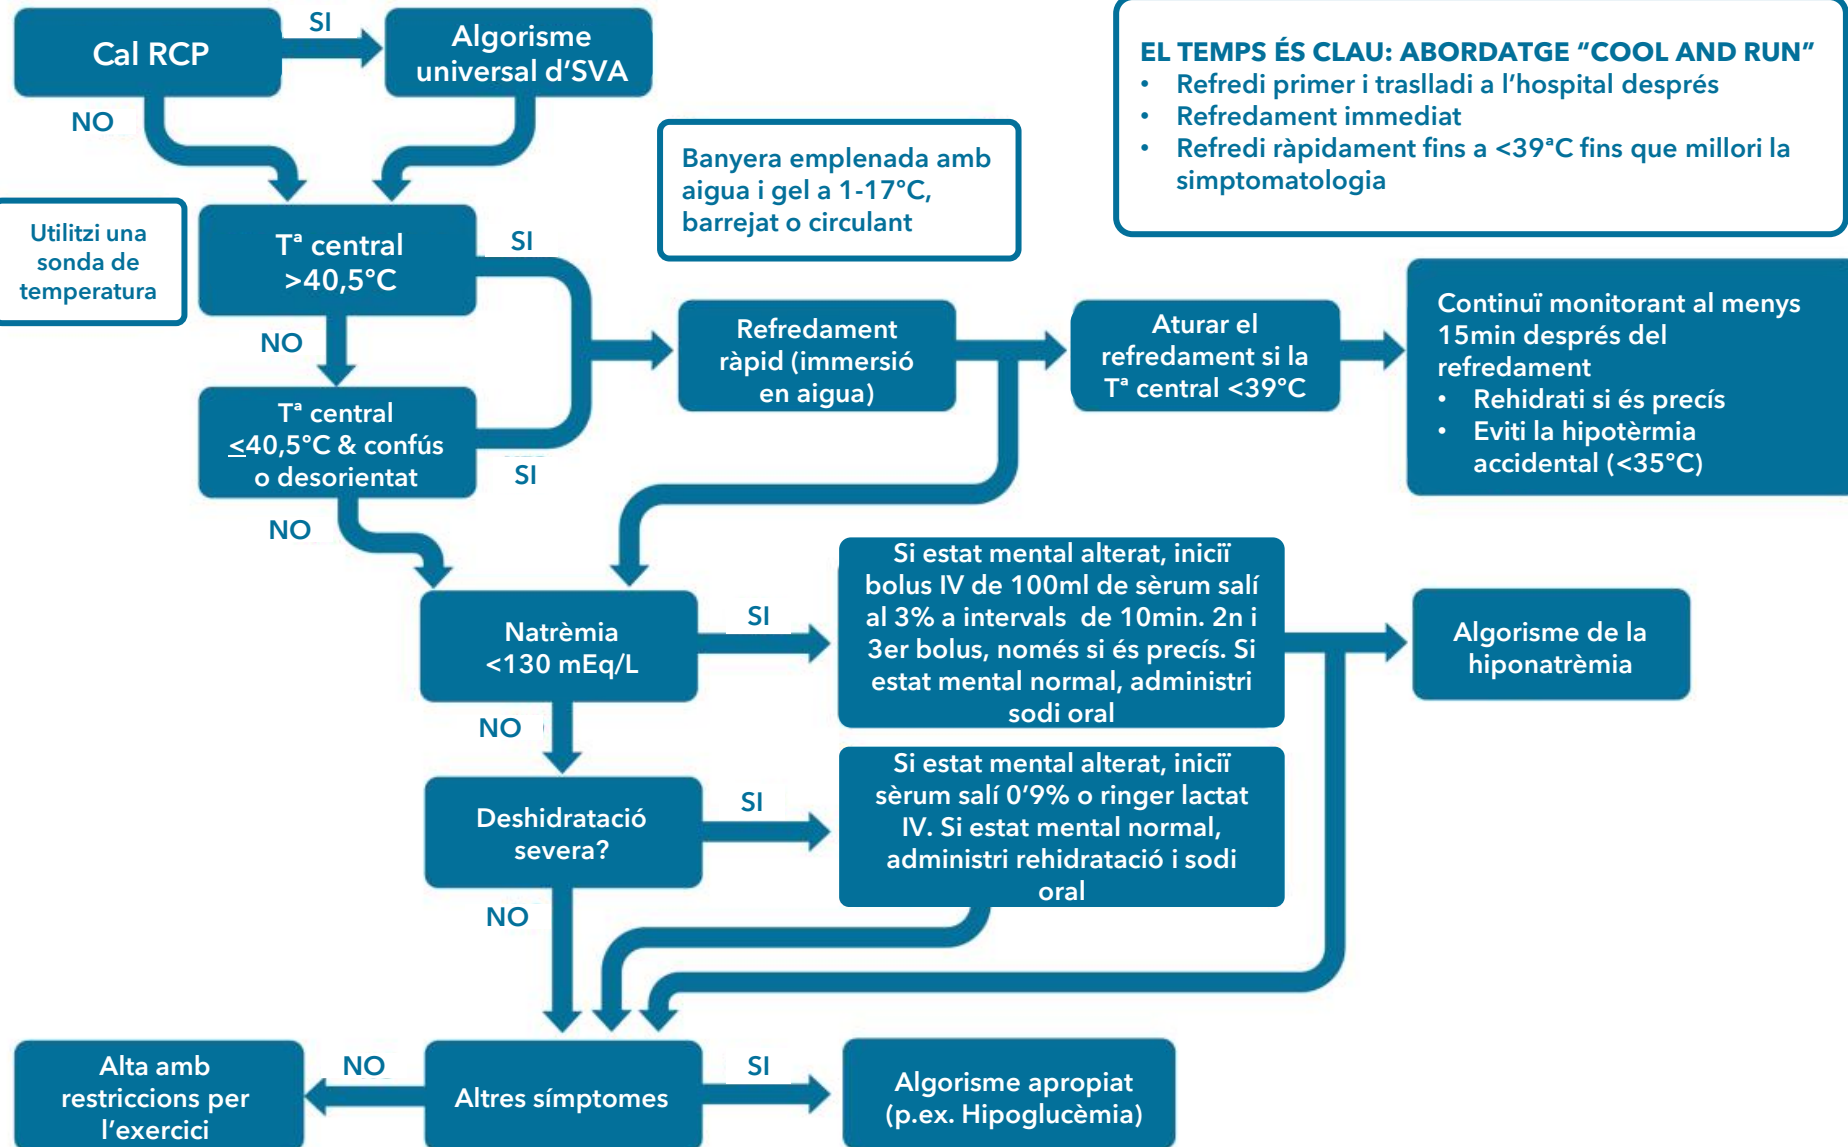 Cal RCP
SI
Algorisme
universal d’SVA
NO
EL TEMPS ÉS CLAU: ABORDATGE “COOL AND RUN”
• Refredi primer i traslladi a l’hospital després
• Refredament immediat
• Refredi ràpidament fins a <39ªC fins que millori la
simptomatologia
Banyera emplenada amb
aigua i gel a 1-17°C,
barrejat o circulant
Utilitzi una
sonda de
temperatura
Tª central
>40,5°C
SI
NO
Refredament
ràpid (immersió
en aigua)
Aturar el
refredament si la
Tª central <39°C
Continuï monitorant al menys
15min després del
refredament
• Rehidrati si és precís
• Eviti la hipotèrmia
accidental (<35°C)
Tª central
≤40,5°C & confús
o desorientat
SI
NO
Natrèmia
<130 mEq/L
SI
Si estat mental alterat, iniciï
bolus IV de 100ml de sèrum salí
al 3% a intervals de 10min. 2n i
3er bolus, només si és precís. Si
estat mental normal, administri
sodi oral
Algorisme de la
hiponatrèmia
NO
Deshidratació
severa?
SI
Si estat mental alterat, iniciï
sèrum salí 0’9% o ringer lactat
IV. Si estat mental normal,
administri rehidratació i sodi
oral
NO
Alta amb
restriccions per
l’exercici
NO
Altres símptomes
SI
Algorisme apropiat
(p.ex. Hipoglucèmia)